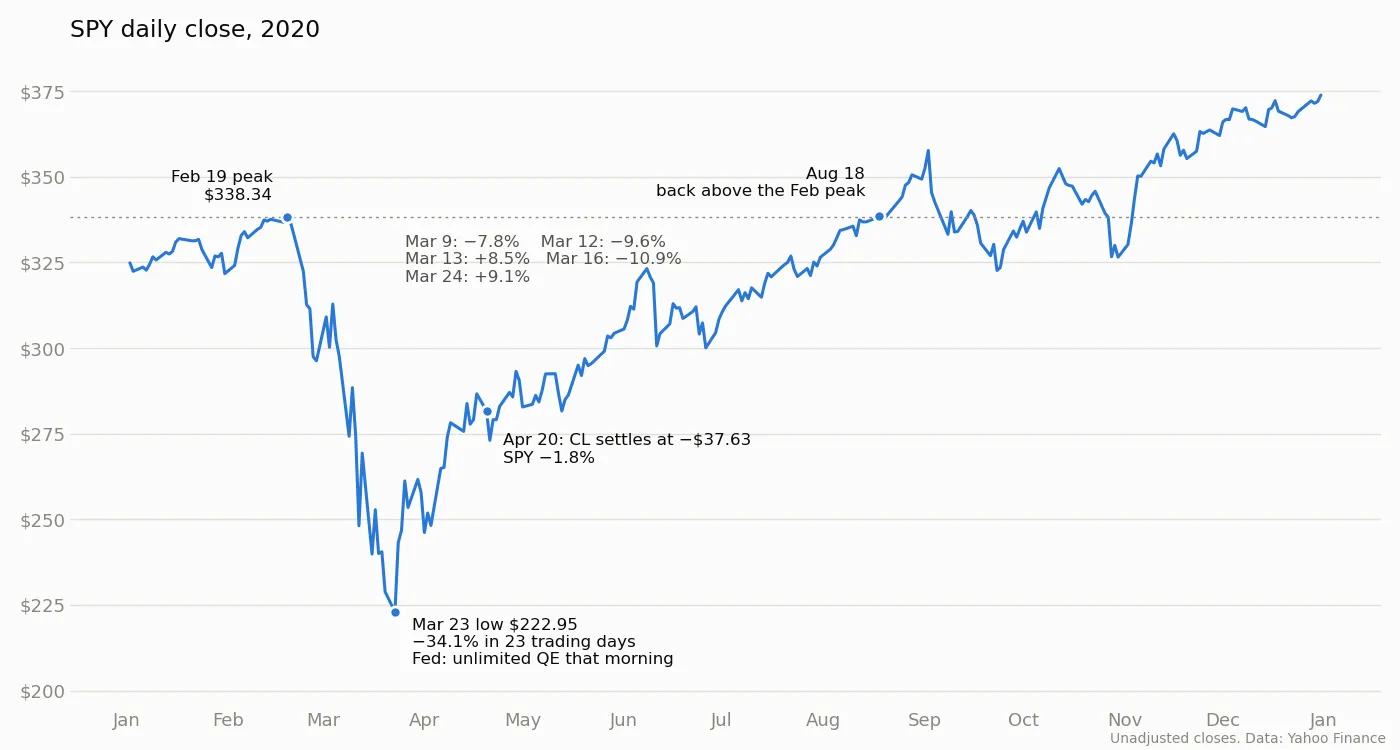 SPY daily close, 2020
$375
$350
$325
$300
$275
$250
$225
$200
Feb 19 peak
$338.34
Aug 18
back above the Feb peak
Mar 9: −7.8% Mar 12: −9.6%
Mar 13: +8.5% Mar 16: −10.9%
Mar 24: +9.1%
Apr 20: CL settles at −$37.63
SPY −1.8%
Mar 23 low $222.95
−34.1% in 23 trading days
Fed: unlimited QE that morning
Jan Feb Mar Apr May Jun Jul Aug Sep Oct Nov Dec Jan
Unadjusted closes. Data: Yahoo Finance